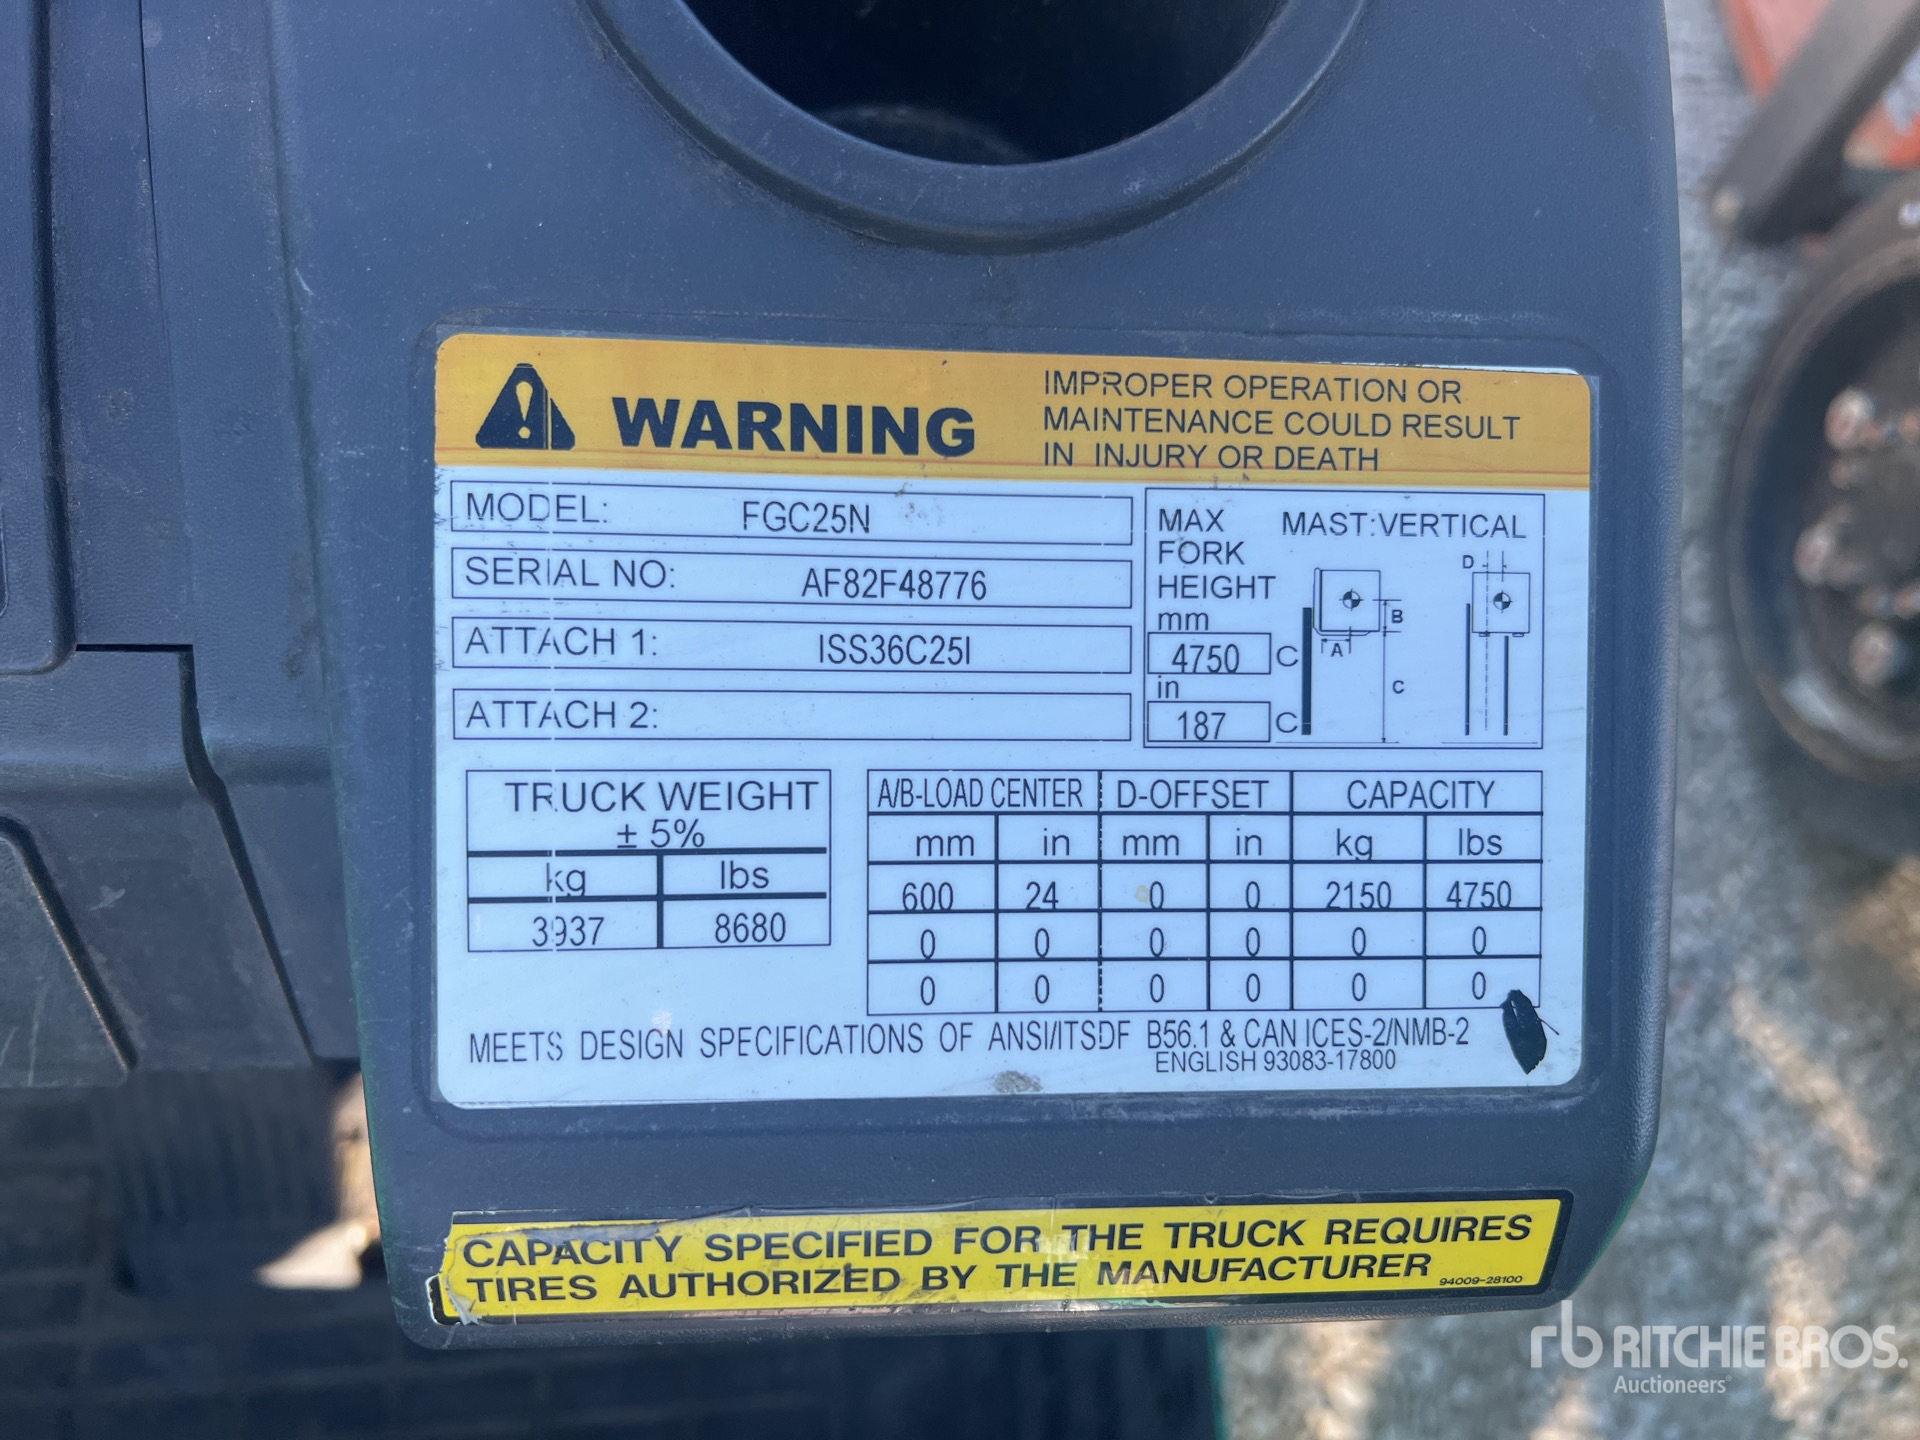 WARNING
IMPROPER OPERATION OR
MAINTENANCE COULD RESULT
IN INJURY OR DEATH
MODEL: FGC25N
SERIAL NO: AF82F48776
ATTACH 1: ISS36C25I
ATTACH 2:
MAX
FORK
HEIGHT
mm
4750 C
in
187 C
MAST:VERTICAL
D
B
A
C
TRUCK WEIGHT
± 5%
kg lbs
3937 8680
A/B-LOAD CENTER D-OFFSET CAPACITY
mm in mm in kg lbs
600 24 0 0 2150 4750
0 0 0 0 0 0
0 0 0 0 0 0
MEETS DESIGN SPECIFICATIONS OF ANSI/ITSDF B56.1 & CAN ICES-2/NMB-2
ENGLISH 93083-17800
CAPACITY SPECIFIED FOR THE TRUCK REQUIRES
TIRES AUTHORIZED BY THE MANUFACTURER
94009-28100
rb RITCHIE BROS.
Auctioneers